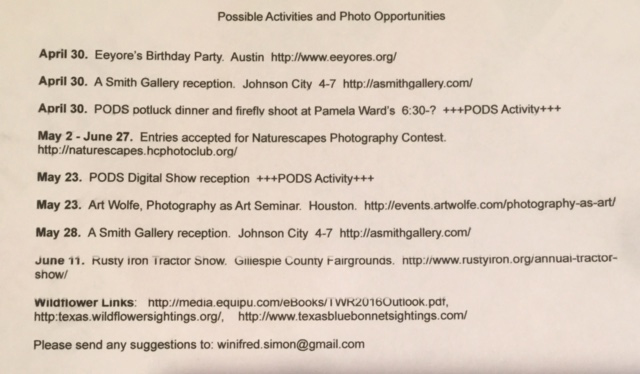 Possible Activities and Photo Opportunities
April 30. Eeyore's Birthday Party. Austin http://www.eeyores.org/
April 30. A Smith Gallery reception. Johnson City 4-7 http://asmithgallery.com/
April 30. PODS potluck dinner and firefly shoot at Pamela Ward's 6:30-? +++PODS Activity+++
May 2 - June 27. Entries accepted for Naturescapes Photography Contest.
http://naturescapes.hcphotoclub.org/
May 23. PODS Digital Show reception +++PODS Activity+++
May 23. Art Wolfe, Photography as Art Seminar. Houston. http://events.artwolfe.com/photography-as-art/
May 28. A Smith Gallery reception. Johnson City 4-7 http://asmithgallery.com/
June 11. Rusty Iron Tractor Show. Gillespie County Fairgrounds. http://www.rustyiron.org/annual-tractor-
show/
Wildflower Links: http://media.equipu.com/eBooks/TWR2016Outlook.pdf,
http:texas.wildflowersightings.org/, http://www.texasbluebonnetsightings.com/
Please send any suggestions to: winifred.simon@gmail.com